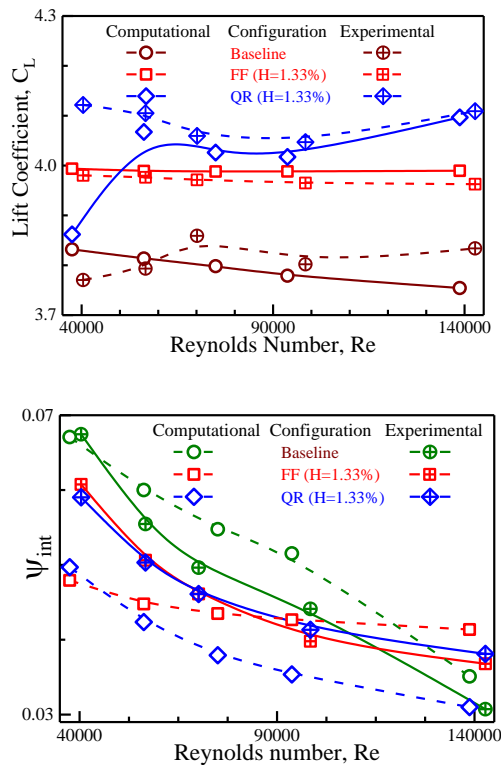 4.3
Computational Configuration Experimental
Baseline
FF (H=1.33%)
QR (H=1.33%)
Lift Coefficient, C_L
4.0
3.7
40000 90000 140000
Reynolds Number, Re
0.07
Computational Configuration Experimental
Baseline
FF (H=1.33%)
QR (H=1.33%)
Ψ_int
0.03
40000 90000 140000
Reynolds number, Re